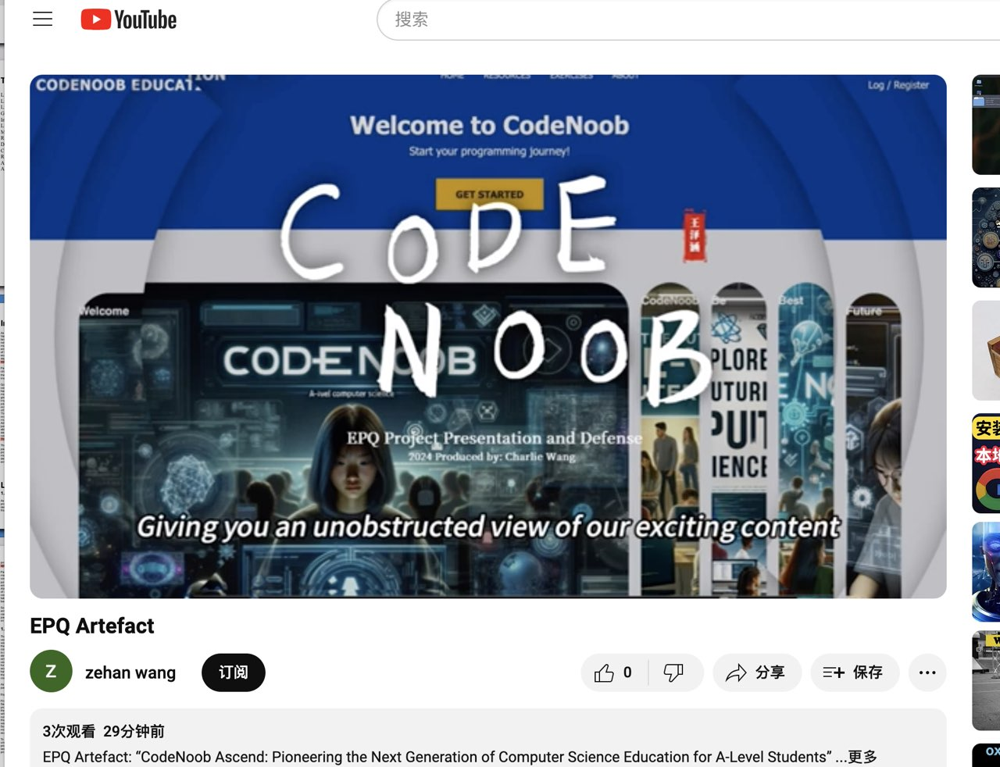 YouTube
搜索
CODENOOB EDUCATION
HOME RESOURCES EXERCISES ABOUT
Log / Register
Welcome to CodeNoob
Start your programming journey!
GET STARTED
CODE
NOOB
王泽涵
Welcome
CodeNoob
Be
Best
Future
CODENOOB
A-level computer science
PLORE
UTURI
PUIT
IENCE
EPQ Project Presentation and Defense
2024 Produced by: Charlie Wang
Giving you an unobstructed view of our exciting content
EPQ Artefact
Z
zehan wang
订阅
0
分享
保存
3次观看 29分钟前
EPQ Artefact: “CodeNoob Ascend: Pioneering the Next Generation of Computer Science Education for A-Level Students” ...更多
安装
本地